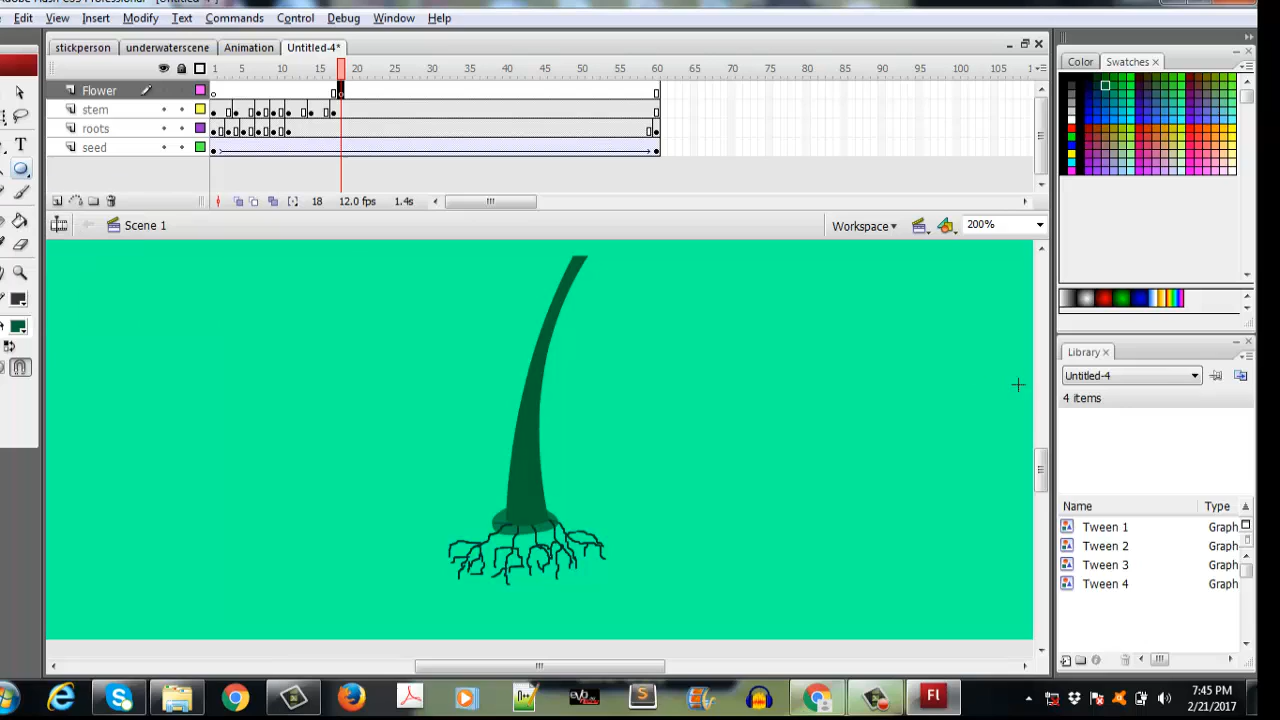 Edit Insert Modify Text Commands Control Debug Window Help
stickperson underwaterscene Animation Untitled-4*
1 5 10 15 20 25 30 35 40 45 50 55 60 65 70 75 80 85 90 95 100 105 110
Flower
stem
roots
seed
18 12.0 fps 1.4s
Scene 1 Workspace 200%
Color Swatches
Library
Untitled-4
4 items
Name Type
Tween 1 Graph
Tween 2 Graph
Tween 3 Graph
Tween 4 Graph
Fl
7:45 PM
2/21/2017